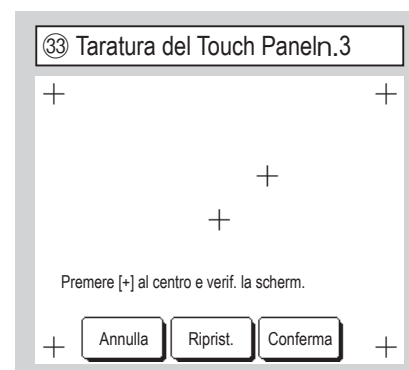 33 Taratura del Touch Paneln.3
Premere [+] al centro e verif. la scherm.
Annulla Riprist. Conferma